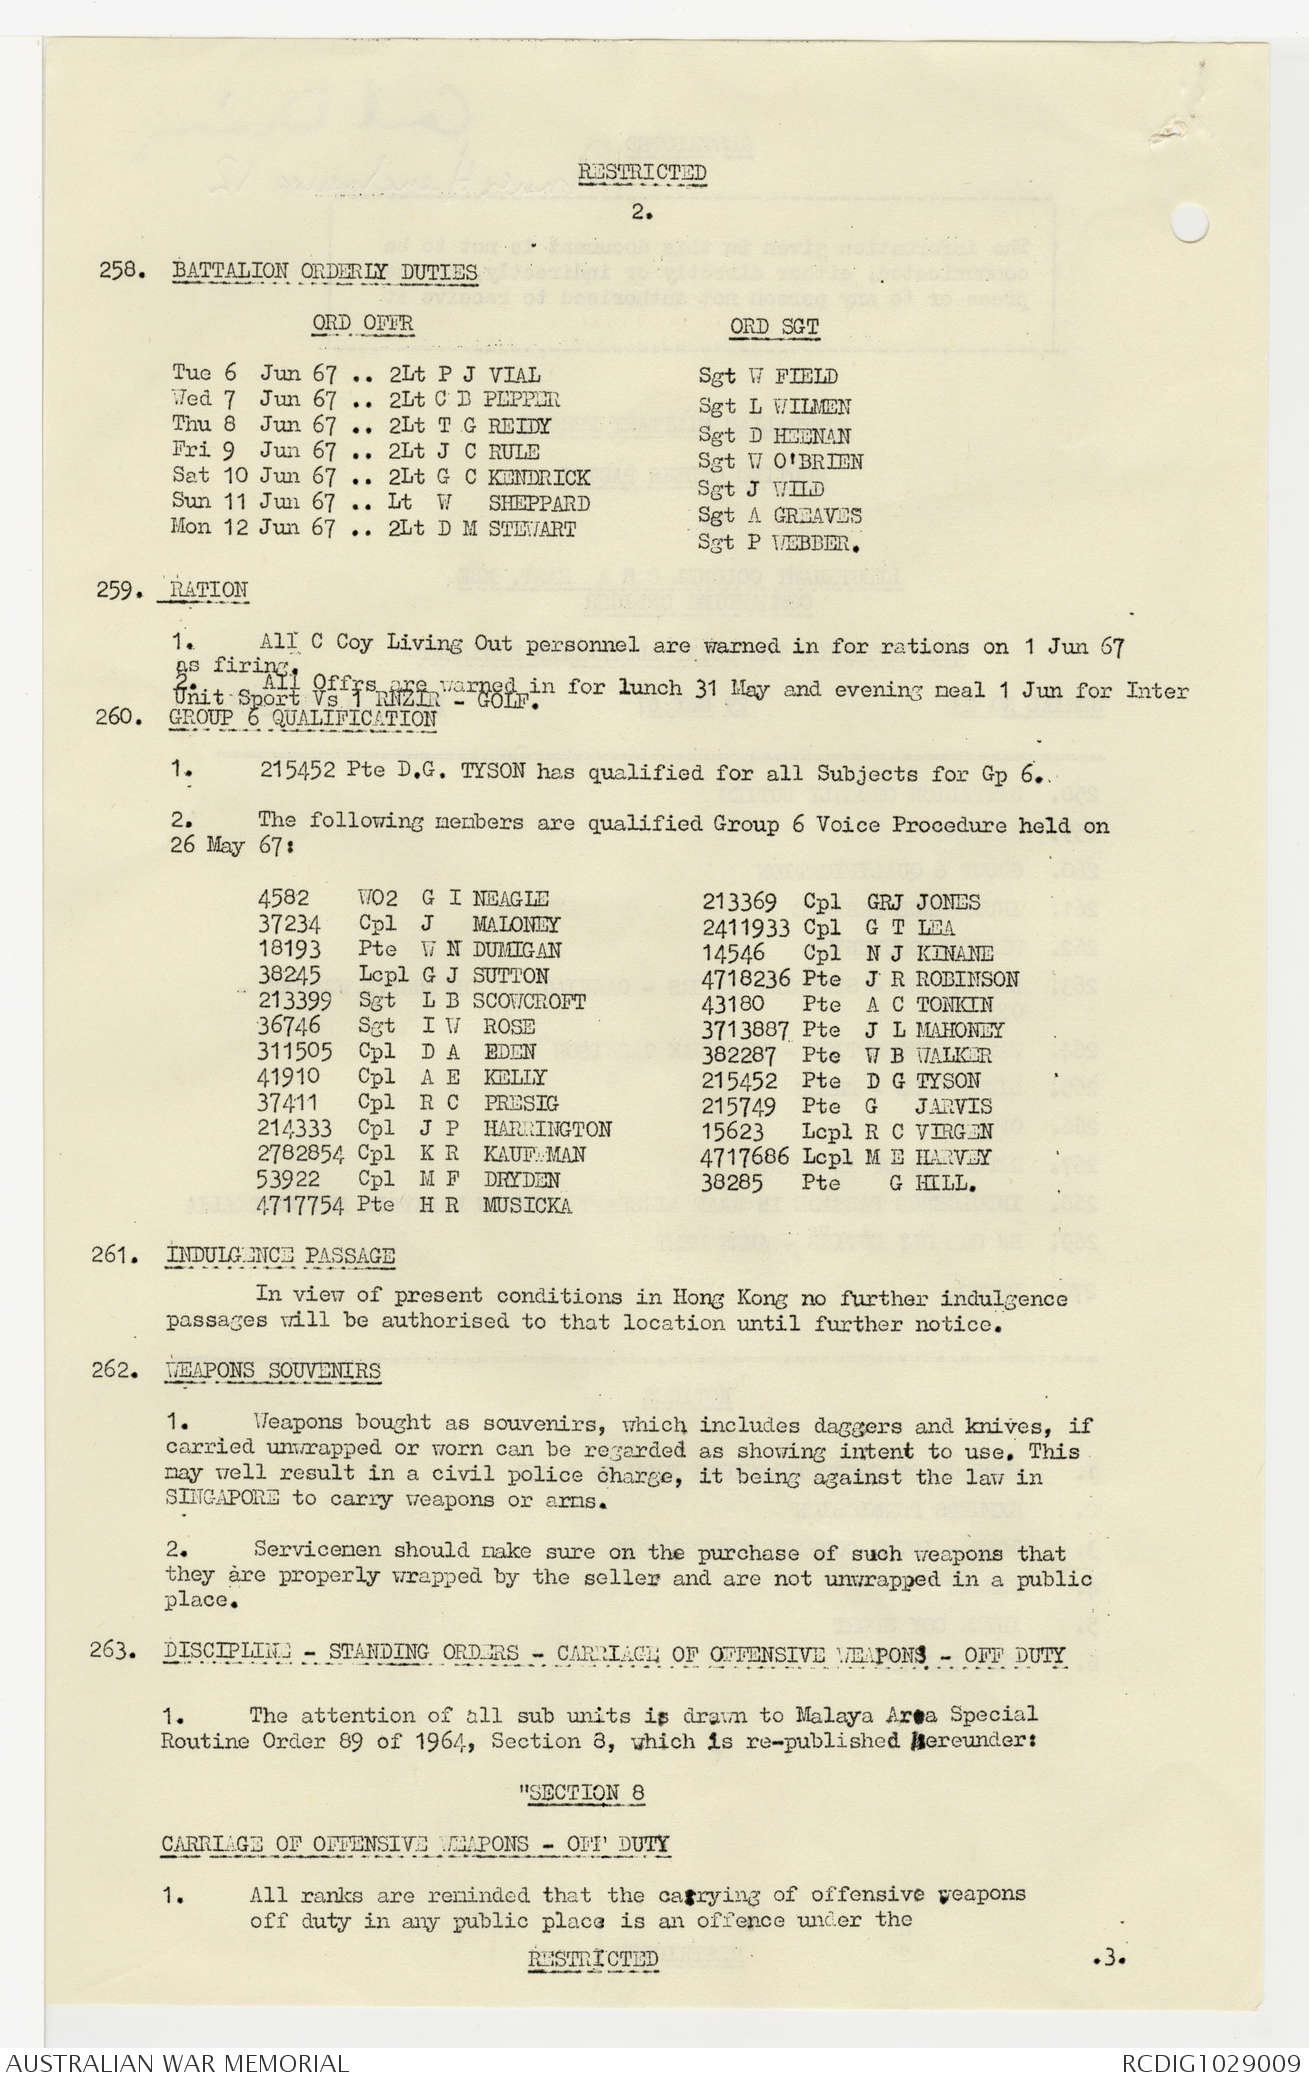 RESTRICTED
2.
258. BATTALION ORDERLY DUTIES
ORD OFFR ORD SGT
Tue 6 Jun 67 .. 2Lt P J VIAL Sgt W FIELD
Wed 7 Jun 67 .. 2Lt C B PEPPER Sgt L WILMEN
Thu 8 Jun 67 .. 2Lt T G REIDY Sgt D HEENAN
Fri 9 Jun 67 .. 2Lt J C RULE Sgt W O'BRIEN
Sat 10 Jun 67 .. 2Lt G C KENDRICK Sgt J WILD
Sun 11 Jun 67 .. Lt W SHEPPARD Sgt A GREAVES
Mon 12 Jun 67 .. 2Lt D M STEWART Sgt P WEBBER.
259. RATION
1. All C Coy Living Out personnel are warned in for rations on 1 Jun 67
as firing.
2. All Offrs are warned in for lunch 31 May and evening meal 1 Jun for Inter
Unit Sport Vs 1 RNZIR - GOLF.
260. GROUP 6 QUALIFICATION
1. 215452 Pte D.G. TYSON has qualified for all Subjects for Gp 6.
2. The following members are qualified Group 6 Voice Procedure held on
26 May 67:
4582 WO2 G I NEAGLE 213369 Cpl GRJ JONES
37234 Cpl J MALONEY 2411933 Cpl G T LEA
18193 Pte W N DUMIGAN 14546 Cpl N J KINANE
38245 Lcpl G J SUTTON 4718236 Pte J R ROBINSON
213399 Sgt L B SCOWCROFT 43180 Pte A C TONKIN
36746 Sgt I W ROSE 3713887 Pte J L MAHONEY
311505 Cpl D A EDEN 382287 Pte W B WALKER
41910 Cpl A E KELLY 215452 Pte D G TYSON
37411 Cpl R C PRESIG 215749 Pte G JARVIS
214333 Cpl J P HARRINGTON 15623 Lcpl R C VIRGEN
2782854 Cpl K R KAUFMAN 4717686 Lcpl M E HARVEY
53922 Cpl M F DRYDEN 38285 Pte G HILL.
4717754 Pte H R MUSICKA
261. INDULGENCE PASSAGE
In view of present conditions in Hong Kong no further indulgence
passages will be authorised to that location until further notice.
262. WEAPONS SOUVENIRS
1. Weapons bought as souvenirs, which includes daggers and knives, if
carried unwrapped or worn can be regarded as showing intent to use. This
may well result in a civil police charge, it being against the law in
SINGAPORE to carry weapons or arms.
2. Servicemen should make sure on the purchase of such weapons that
they are properly wrapped by the seller and are not unwrapped in a public
place.
263. DISCIPLINE - STANDING ORDERS - CARRIAGE OF OFFENSIVE WEAPONS - OFF DUTY
1. The attention of all sub units is drawn to Malaya Area Special
Routine Order 89 of 1964, Section 8, which is re-published hereunder:
"SECTION 8
CARRIAGE OF OFFENSIVE WEAPONS - OFF DUTY
1. All ranks are reminded that the carrying of offensive weapons
off duty in any public place is an offence under the
RESTRICTED
.3.
AUSTRALIAN WAR MEMORIAL RCDIG1029009